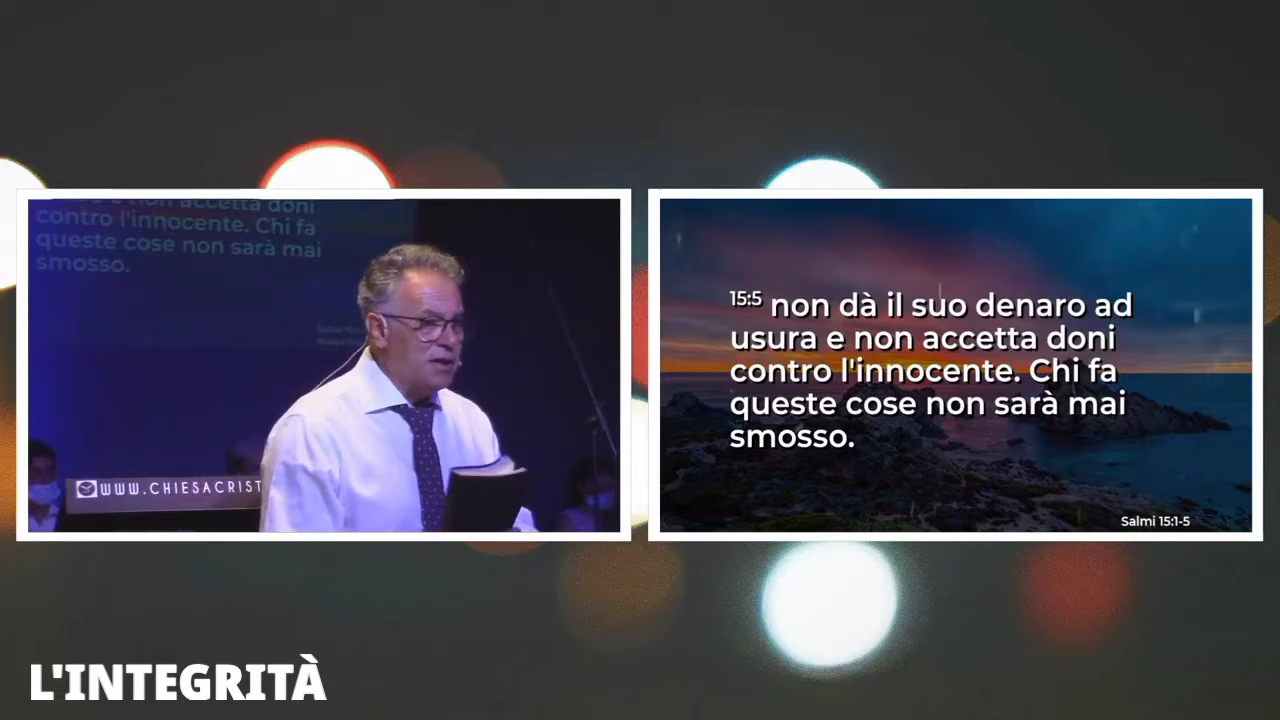 doni
contro l'innocente. Chi fa
queste cose non sarà mai
smosso.
WWW.CHIESACRIST
15:5 non dà il suo denaro ad
usura e non accetta doni
contro l'innocente. Chi fa
queste cose non sarà mai
smosso.
Salmi 15:1-5
L'INTEGRITÀ